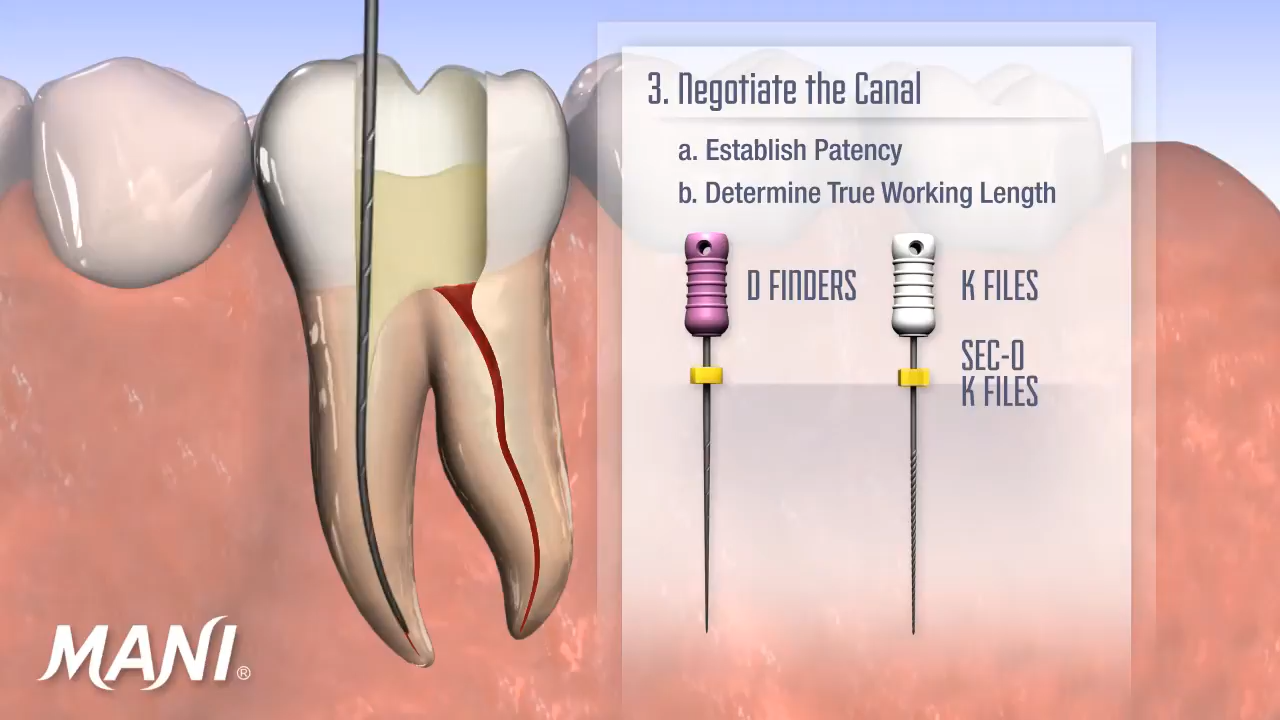 3. Negotiate the Canal
a. Establish Patency
b. Determine True Working Length
D FINDERS
K FILES
SEC-O
K FILES
MANI®